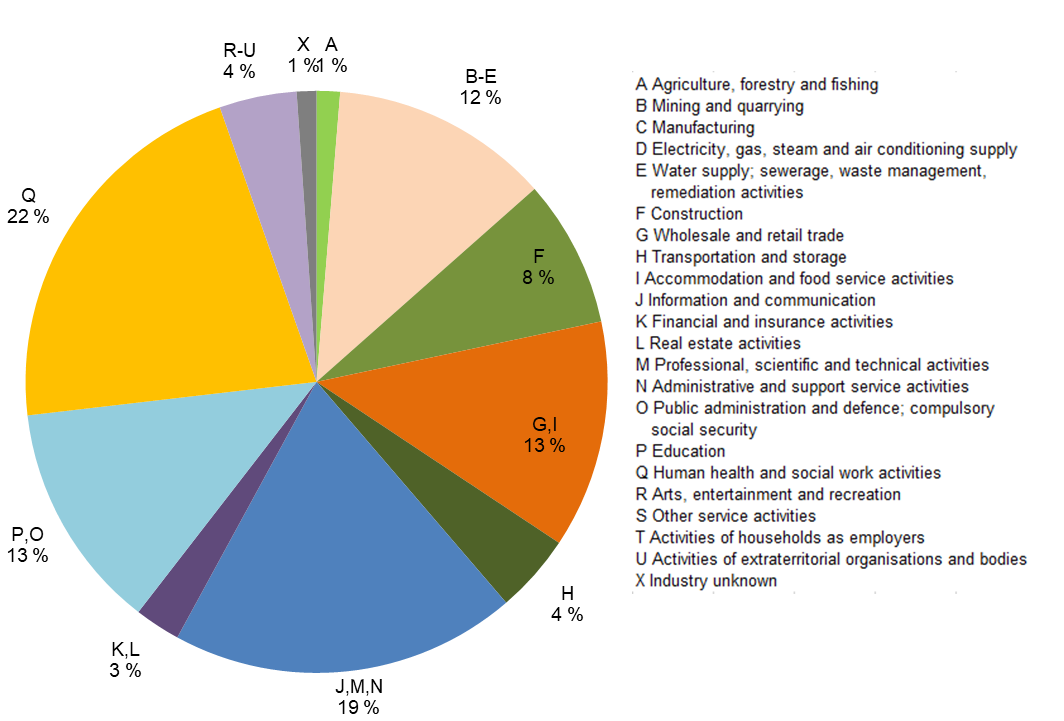 X
1 %
A
1 %
B-E
12 %
F
8 %
G,I
13 %
H
4 %
J,M,N
19 %
K,L
3 %
P,O
13 %
Q
22 %
R-U
4 %
A Agriculture, forestry and fishing
B Mining and quarrying
C Manufacturing
D Electricity, gas, steam and air conditioning supply
E Water supply; sewerage, waste management,
remediation activities
F Construction
G Wholesale and retail trade
H Transportation and storage
I Accommodation and food service activities
J Information and communication
K Financial and insurance activities
L Real estate activities
M Professional, scientific and technical activities
N Administrative and support service activities
O Public administration and defence; compulsory
social security
P Education
Q Human health and social work activities
R Arts, entertainment and recreation
S Other service activities
T Activities of households as employers
U Activities of extraterritorial organisations and bodies
X Industry unknown